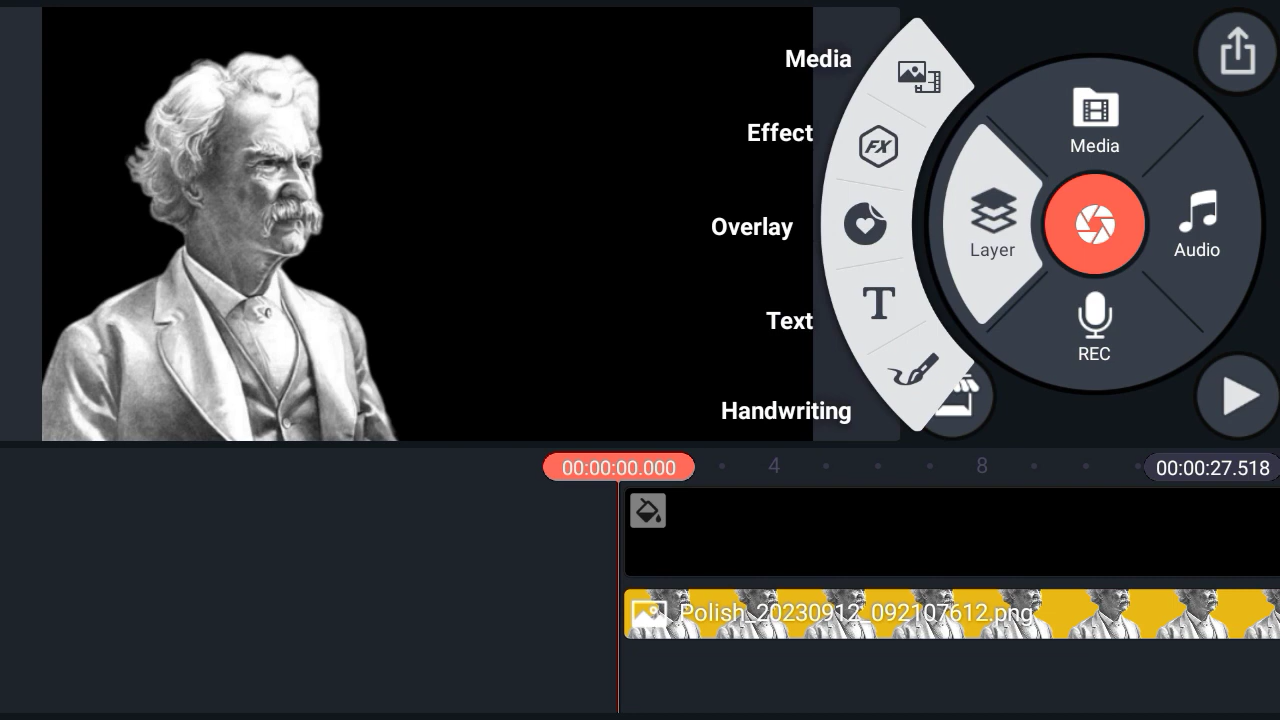 Media
Effect
Overlay
Text
Handwriting
FX
T
Media
Layer
Audio
REC
00:00:00.000
4
8
00:00:27.518
Polish_20230912_092107612.png